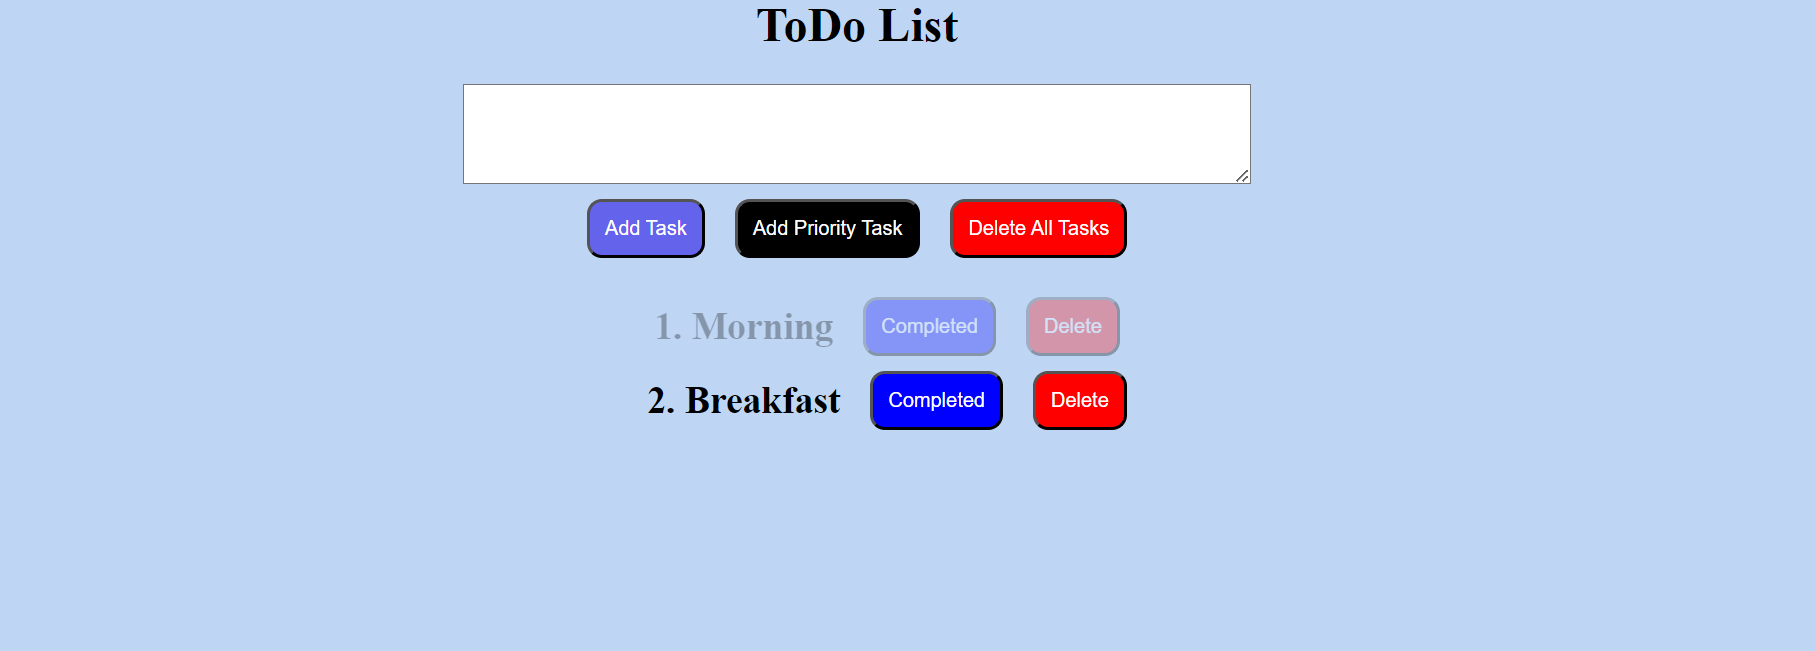 ToDo List
Add Task Add Priority Task Delete All Tasks
1. Morning Completed Delete
2. Breakfast Completed Delete